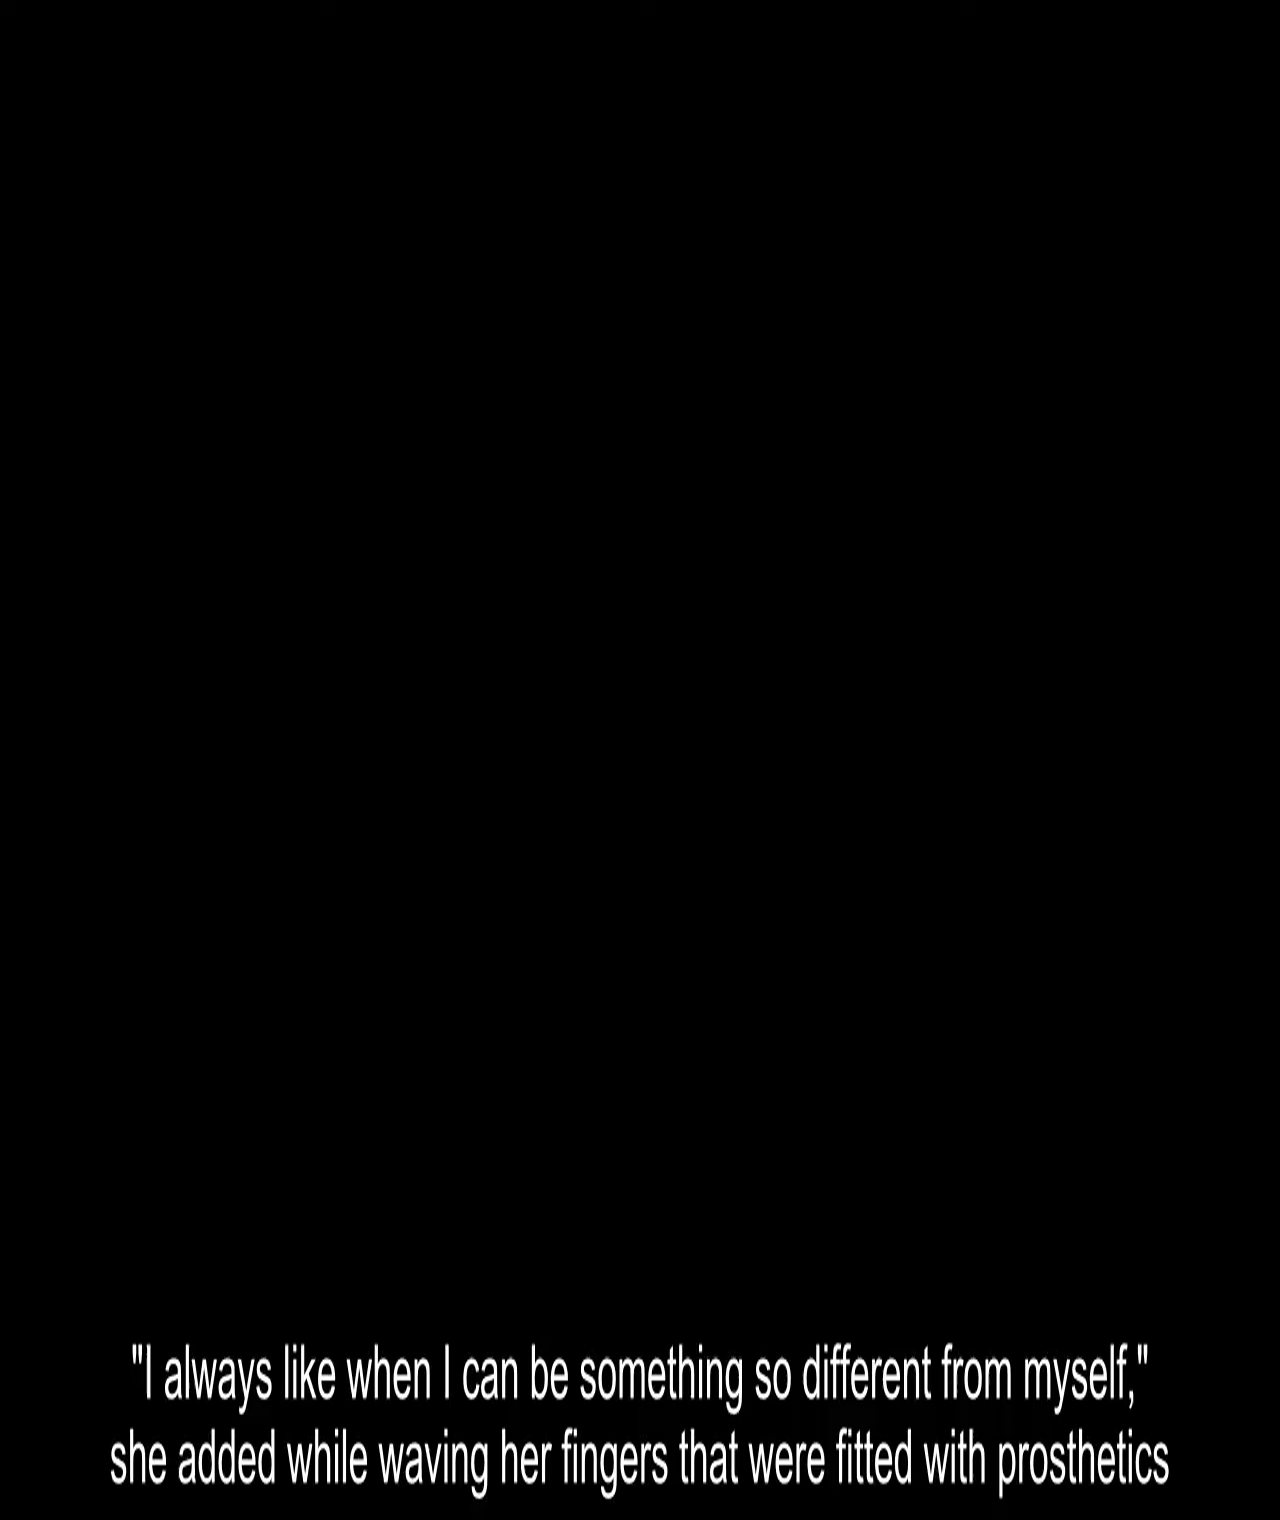 "I always like when I can be something so different from myself,"
she added while waving her fingers that were fitted with prosthetics